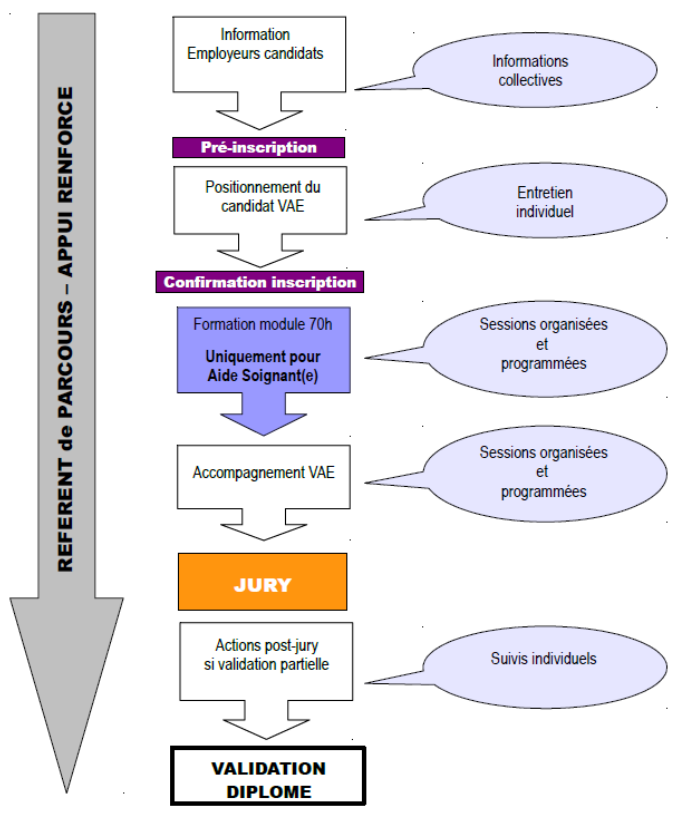 REFERENT de PARCOURS – APPUI RENFORCE
Information
Employeurs candidats
Informations
collectives
Pré-inscription
Positionnement du
candidat VAE
Entretien
individuel
Confirmation inscription
Formation module 70h
Uniquement pour
Aide Soignant(e)
Sessions organisées
et
programmées
Accompagnement VAE
Sessions organisées
et
programmées
JURY
Actions post-jury
si validation partielle
Suivis individuels
VALIDATION
DIPLOME